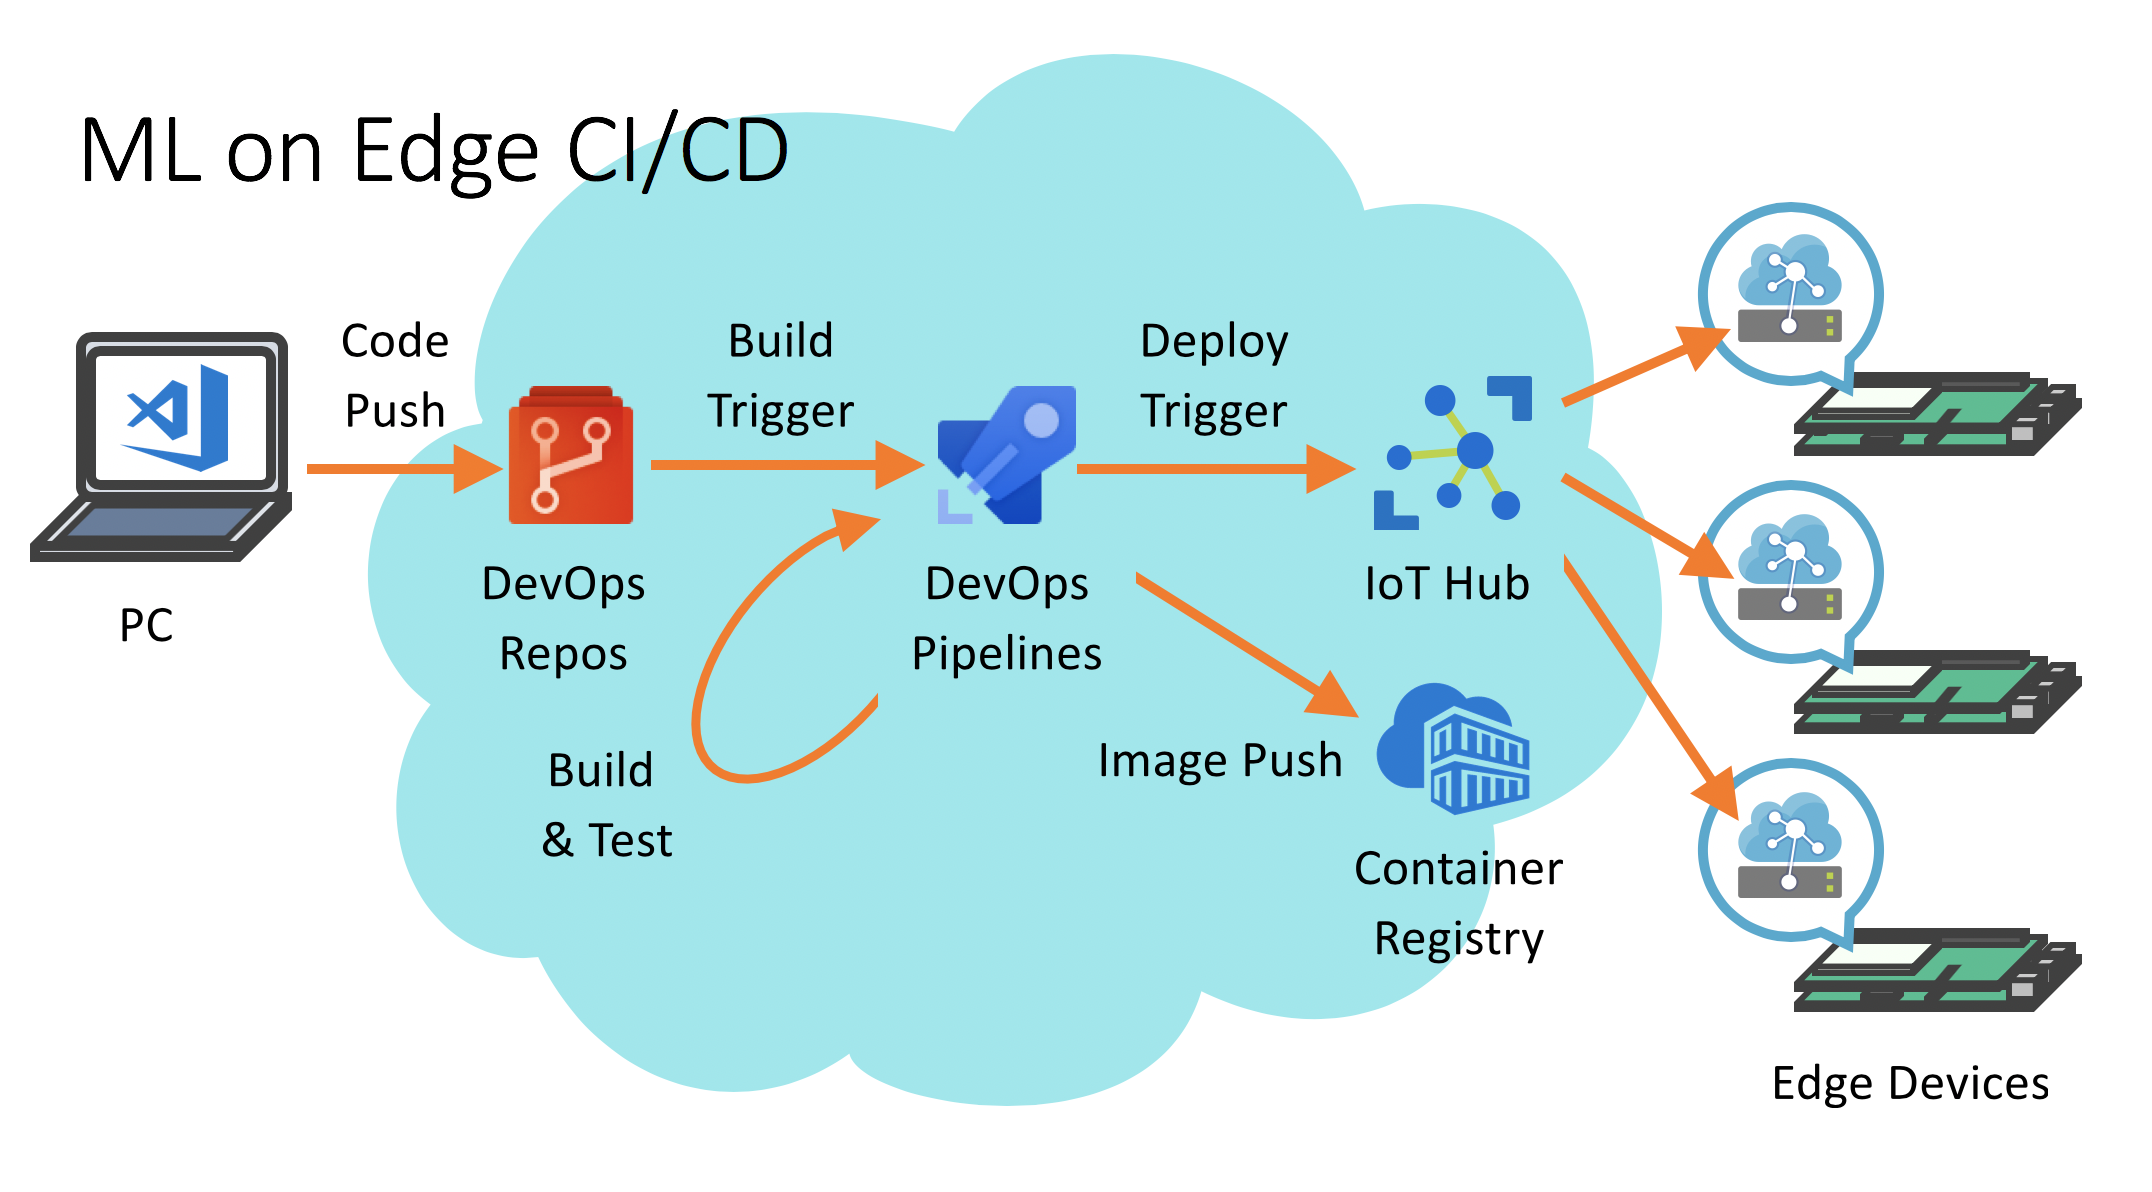 ML on Edge CI/CD
Code
Push
Build
Trigger
Deploy
Trigger
PC
DevOps
Repos
DevOps
Pipelines
IoT Hub
Build
& Test
Image Push
Container
Registry
Edge Devices